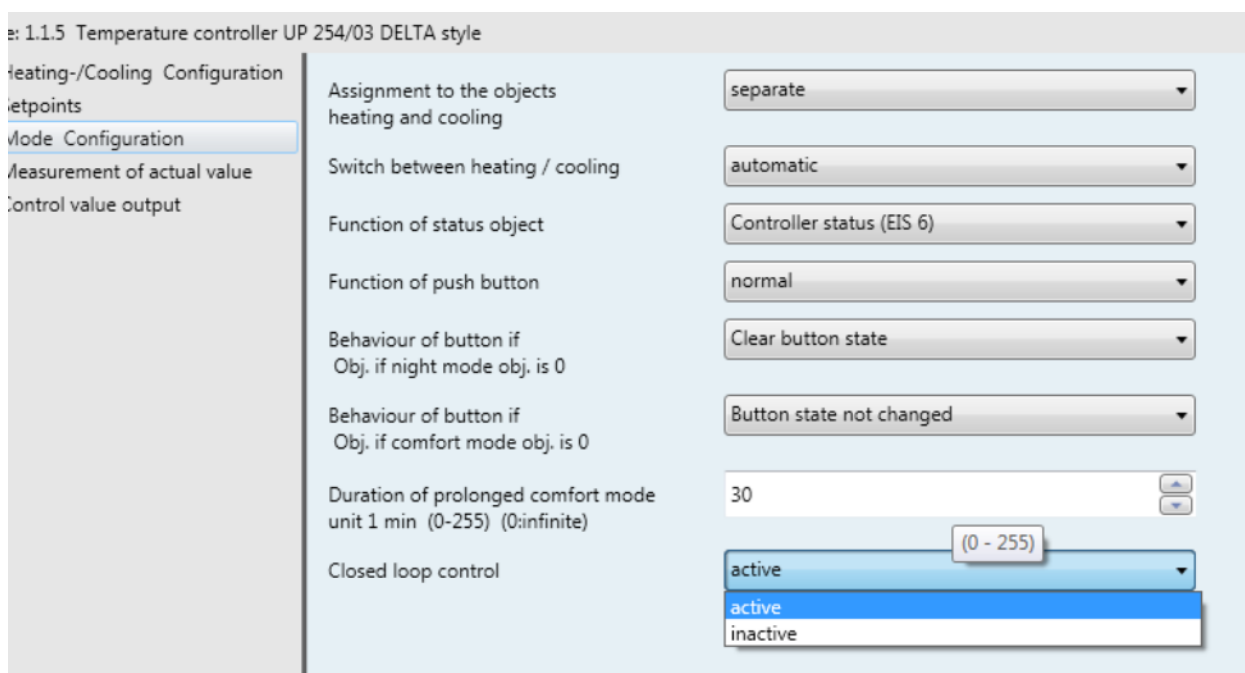 e: 1.1.5 Temperature controller UP 254/03 DELTA style
Heating-/Cooling Configuration
Setpoints
Mode Configuration
Measurement of actual value
Control value output
Assignment to the objects
heating and cooling
separate
Switch between heating / cooling
automatic
Function of status object
Controller status (EIS 6)
Function of push button
normal
Behaviour of button if
Obj. if night mode obj. is 0
Clear button state
Behaviour of button if
Obj. if comfort mode obj. is 0
Button state not changed
Duration of prolonged comfort mode
unit 1 min (0-255) (0:infinite)
30
(0 - 255)
Closed loop control
active
active
inactive